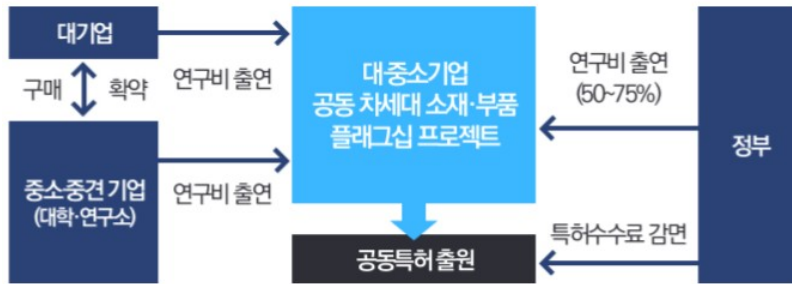 대기업
구매 확약
중소·중견 기업
(대학·연구소)
연구비 출연
연구비 출연
대·중소기업
공동 차세대 소재·부품
플래그십 프로젝트
공동특허 출원
연구비 출연
(50~75%)
특허수수료 감면
정부